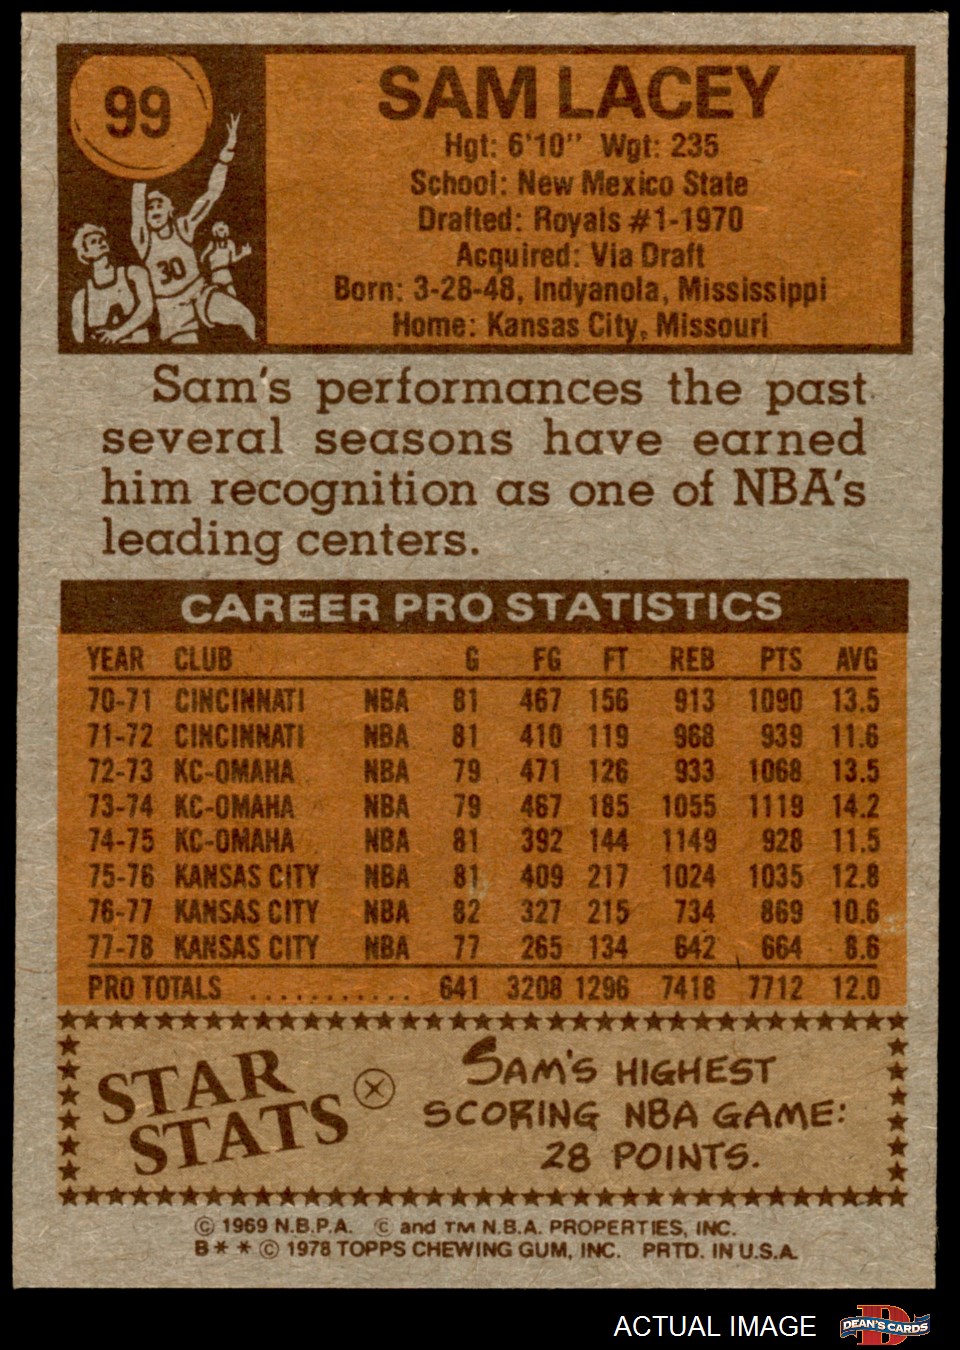 99
SAM LACEY
Hgt: 6'10" Wgt: 235
School: New Mexico State
Drafted: Royals #1-1970
Acquired: Via Draft
Born: 3-28-48, Indyanola, Mississippi
Home: Kansas City, Missouri
30
Sam's performances the past
several seasons have earned
him recognition as one of NBA's
leading centers.
CAREER PRO STATISTICS
YEAR CLUB G FG FT REB PTS AVG
70-71 CINCINNATI NBA 81 467 156 913 1090 13.5
71-72 CINCINNATI NBA 81 410 119 968 939 11.6
72-73 KC-OMAHA NBA 79 471 126 933 1068 13.5
73-74 KC-OMAHA NBA 79 467 185 1055 1119 14.2
74-75 KC-OMAHA NBA 81 392 144 1149 928 11.5
75-76 KANSAS CITY NBA 81 409 217 1024 1035 12.8
76-77 KANSAS CITY NBA 82 327 215 734 869 10.6
77-78 KANSAS CITY NBA 77 265 134 642 664 8.6
PRO TOTALS ........... 641 3208 1296 7418 7712 12.0
STAR
STATS
SAM'S HIGHEST
SCORING NBA GAME:
28 POINTS.
© 1969 N.B.P.A. © and TM N.B.A. PROPERTIES, INC.
B * * © 1978 TOPPS CHEWING GUM, INC. PRTD. IN U.S.A.
ACTUAL IMAGE
DEAN'S CARDS